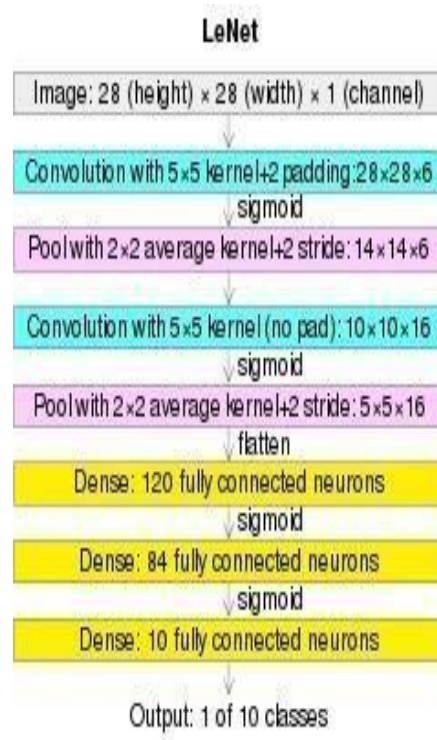 LeNet
Image: 28 (height) × 28 (width) × 1 (channel)
Convolution with 5×5 kernel+2 padding:28×28×6
sigmoid
Pool with 2×2 average kernel+2 stride: 14×14×6
Convolution with 5×5 kernel (no pad): 10×10×16
sigmoid
Pool with 2×2 average kernel+2 stride: 5×5×16
flatten
Dense: 120 fully connected neurons
sigmoid
Dense: 84 fully connected neurons
sigmoid
Dense: 10 fully connected neurons
Output: 1 of 10 classes